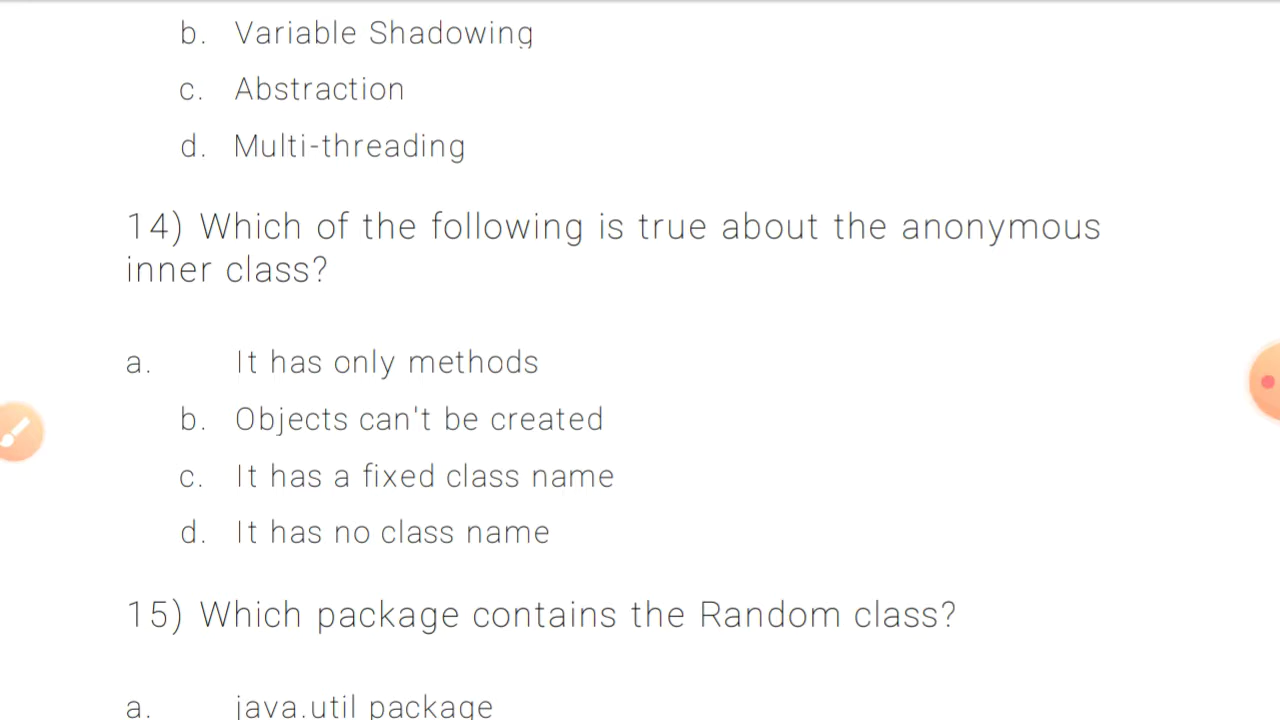 b. Variable Shadowing
c. Abstraction
d. Multi-threading
14) Which of the following is true about the anonymous
inner class?
a. It has only methods
b. Objects can't be created
c. It has a fixed class name
d. It has no class name
15) Which package contains the Random class?
a. java.util package